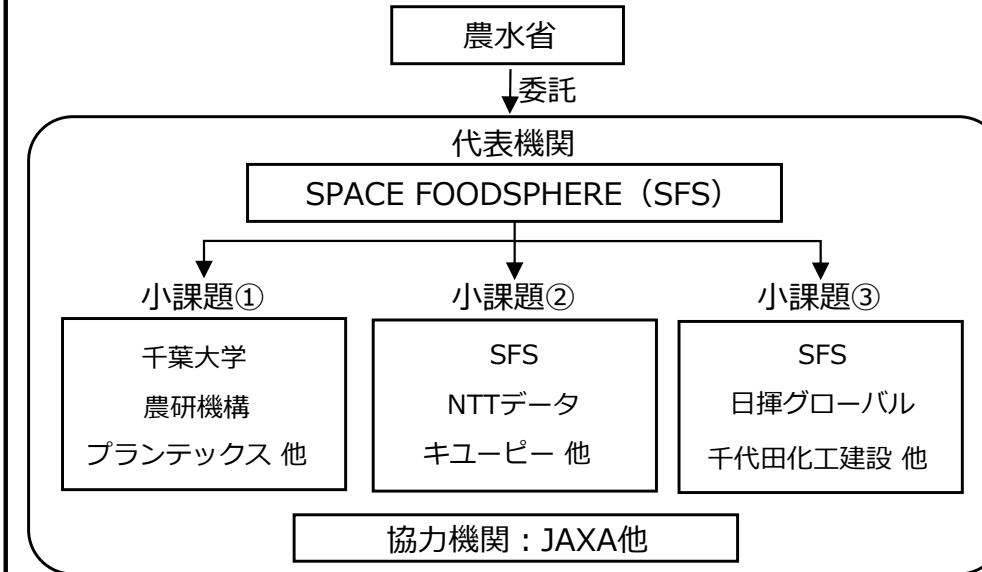 農水省
委託
代表機関
SPACE FOODSPHERE（SFS）
小課題①
小課題②
小課題③
千葉大学
農研機構
プランテックス 他
SFS
NTTデータ
キユーピー 他
SFS
日揮グローバル
千代田化工建設 他
協力機関：JAXA他